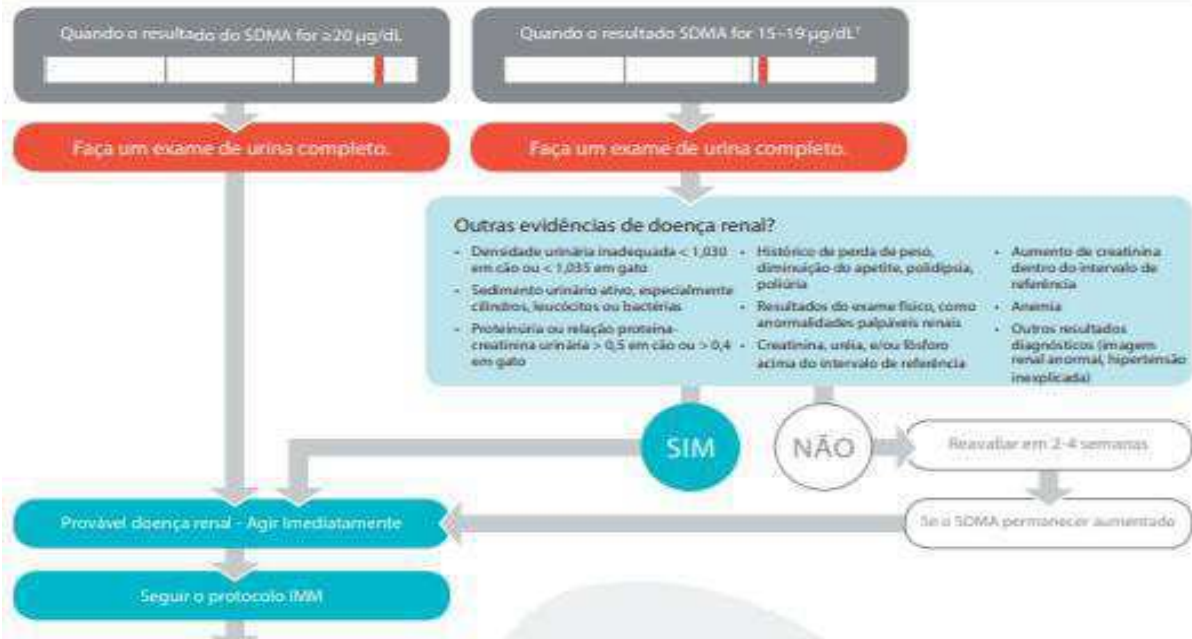 Quando o resultado do SDMA for ≥20 µg/dL
Quando o resultado SDMA for 15–19 µg/dL†
Faça um exame de urina completo.
Faça um exame de urina completo.
Outras evidências de doença renal?
• Densidade urinária inadequada < 1,030
em cão ou < 1,035 em gato
• Sedimento urinário ativo, especialmente
cilindros, leucócitos ou bactérias
• Proteinúria ou relação proteína-
creatinina urinária > 0,5 em cão ou > 0,4
em gato
• Histórico de perda de peso,
diminuição do apetite, polidipsia,
poliúria
• Resultados do exame físico, como
anormalidades palpáveis renais
• Creatinina, uréia, e/ou fósforo
acima do intervalo de referência
• Aumento de creatinina
dentro do intervalo de
referência
• Anemia
• Outros resultados
diagnósticos (imagem
renal anormal, hipertensão
inexplicada)
SIM
NÃO
Reavaliar em 2-4 semanas
Provável doença renal - Agir Imediatamente
Se o SDMA permanecer aumentado
Seguir o protocolo IMM